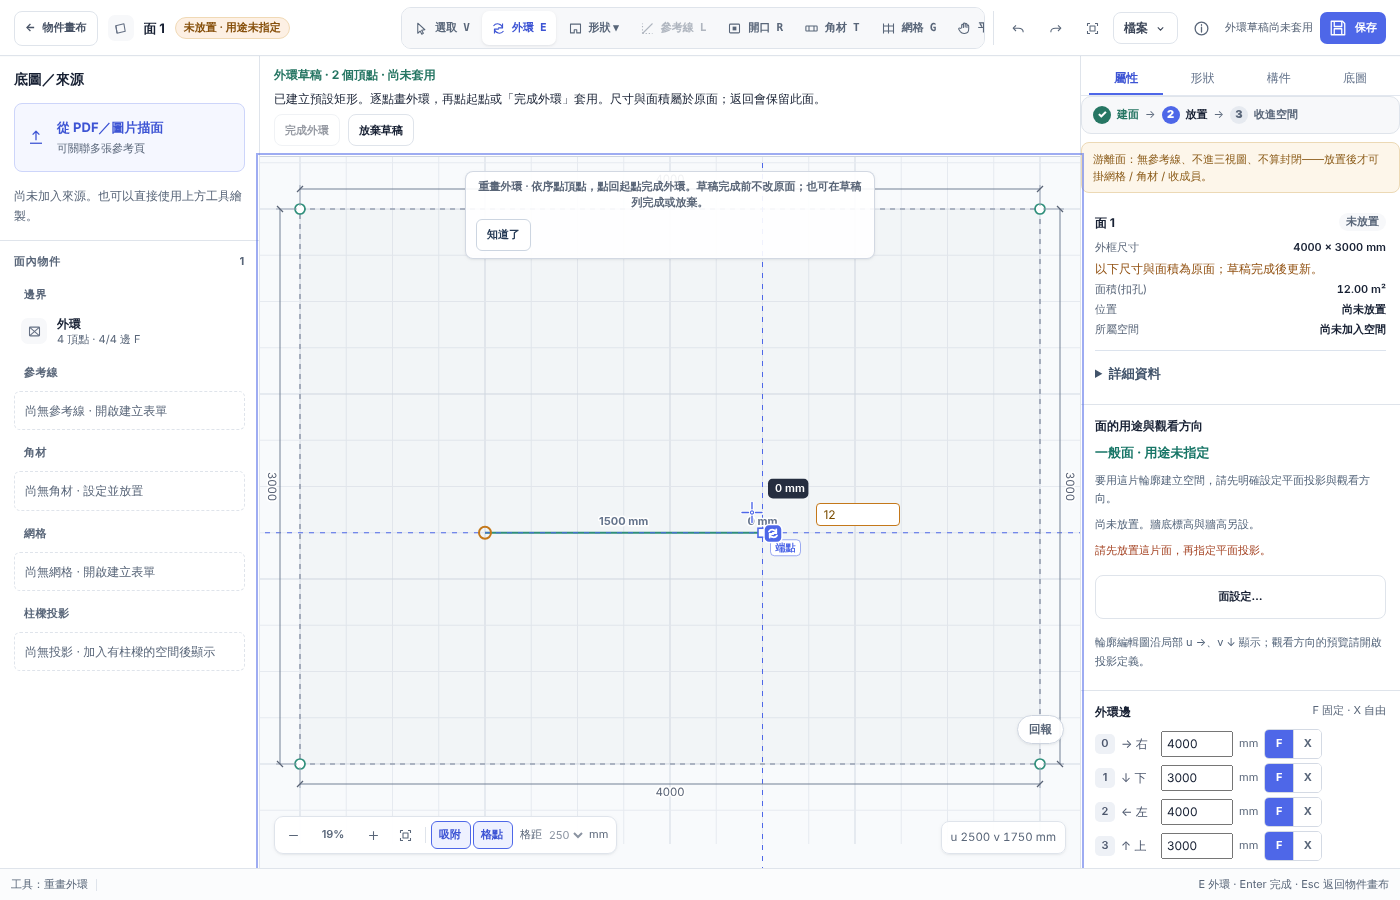 物件畫布
面 1
未放置 · 用途未指定
選取 V
外環 E
形狀 ▾
參考線 L
開口 R
角材 T
網格 G
檔案
外環草稿尚未套用
保存
底圖／來源
從 PDF／圖片描面
可關聯多張參考頁
尚未加入來源。也可以直接使用上方工具繪
製。
面內物件
1
邊界
外環
4 頂點 · 4/4 邊 F
參考線
尚無參考線 · 開啟建立表單
角材
尚無角材 · 設定並放置
網格
尚無網格 · 開啟建立表單
柱樑投影
尚無投影 · 加入有柱樑的空間後顯示
外環草稿 · 2 個頂點 · 尚未套用
已建立預設矩形。逐點畫外環，再點起點或「完成外環」套用。尺寸與面積屬於原面；返回會保留此面。
完成外環
放棄草稿
重畫外環 · 依序點頂點，點回起點完成外環。草稿完成前不改原面；也可在草稿
列完成或放棄。
知道了
3000
3000
0 mm
12
1500 mm
0 mm
端點
回報
4000
19%
吸附
格點
格距
250
mm
u 2500 v 1750 mm
屬性
形狀
構件
底圖
建面 → 2 放置 → 3 收進空間
游離面：無參考線、不進三視圖、不算封閉——放置後才可
掛網格 / 角材 / 收成員。
面 1
未放置
外框尺寸
4000 × 3000 mm
以下尺寸與面積為原面；草稿完成後更新。
面積(扣孔)
12.00 m²
位置
尚未放置
所屬空間
尚未加入空間
▶ 詳細資料
面的用途與觀看方向
一般面 · 用途未指定
要用這片輪廓建立空間，請先明確設定平面投影與觀看方
向。
尚未放置。牆底標高與牆高另設。
請先放置這片面，再指定平面投影。
面設定...
輪廓編輯圖沿局部 u →、v ↓ 顯示；觀看方向的預覽請開啟
投影定義。
外環邊
F 固定 · X 自由
0 → 右 4000 mm F X
1 ↓ 下 3000 mm F X
2 ← 左 4000 mm F X
3 ↑ 上 3000 mm F X
工具：重畫外環
E 外環 · Enter 完成 · Esc 返回物件畫布